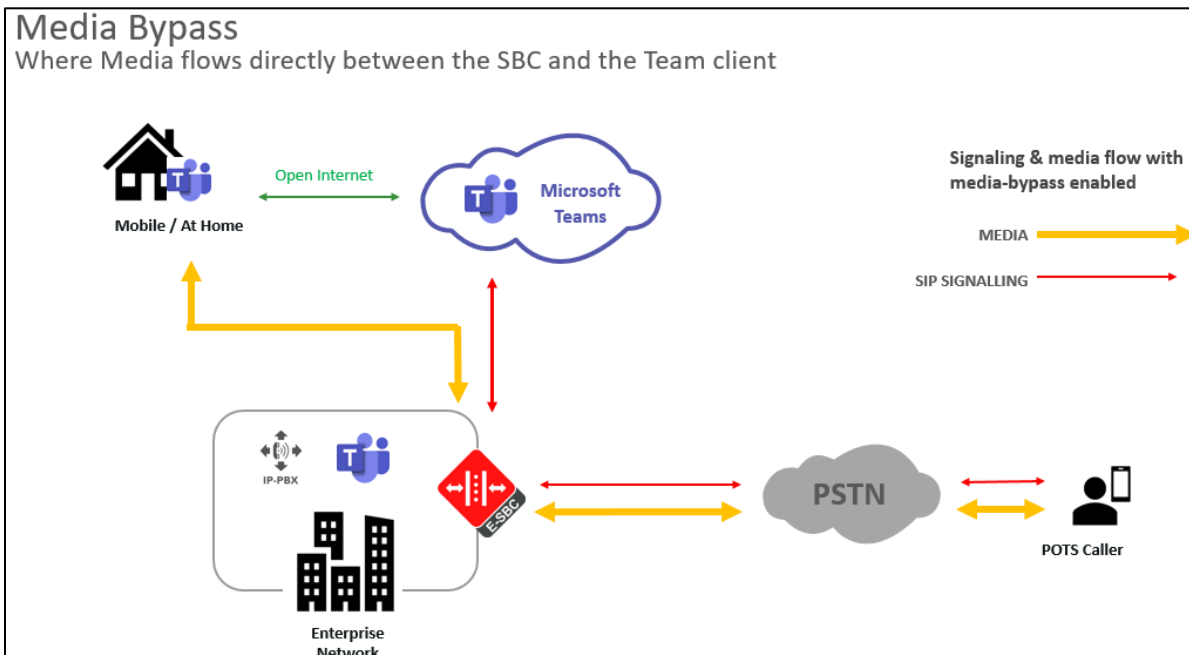 Media Bypass
Where Media flows directly between the SBC and the Team client
Open Internet
T
T
Microsoft
Teams
Mobile / At Home
Signaling & media flow with
media-bypass enabled
MEDIA
SIP SIGNALLING
IP-PBX
T
E-SBC
PSTN
POTS Caller
Enterprise
Network